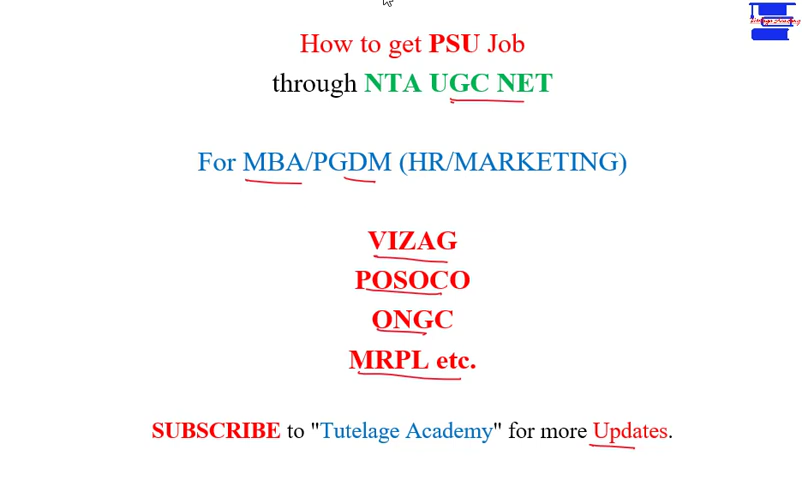 How to get PSU Job
through NTA UGC NET
For MBA/PGDM (HR/MARKETING)
VIZAG
POSOCO
ONGC
MRPL etc.
SUBSCRIBE to "Tutelage Academy" for more Updates.